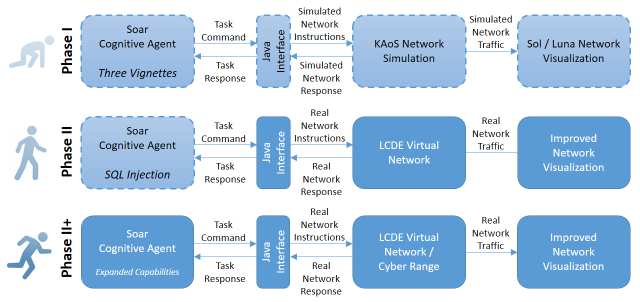 Phase I
Soar
Cognitive Agent
Three Vignettes
Task
Command
Task
Response
Java
Interface
Simulated
Network
Instructions
Simulated
Network
Response
KAoS Network
Simulation
Simulated
Network
Traffic
Sol / Luna Network
Visualization
Phase II
Soar
Cognitive Agent
SQL Injection
Task
Command
Task
Response
Java
Interface
Real
Network
Instructions
Real
Network
Response
LCDE Virtual
Network
Real
Network
Traffic
Improved
Network
Visualization
Phase II+
Soar
Cognitive Agent
Expanded Capabilities
Task
Command
Task
Response
Java
Interface
Real
Network
Instructions
Real
Network
Response
LCDE Virtual
Network /
Cyber Range
Real
Network
Traffic
Improved
Network
Visualization